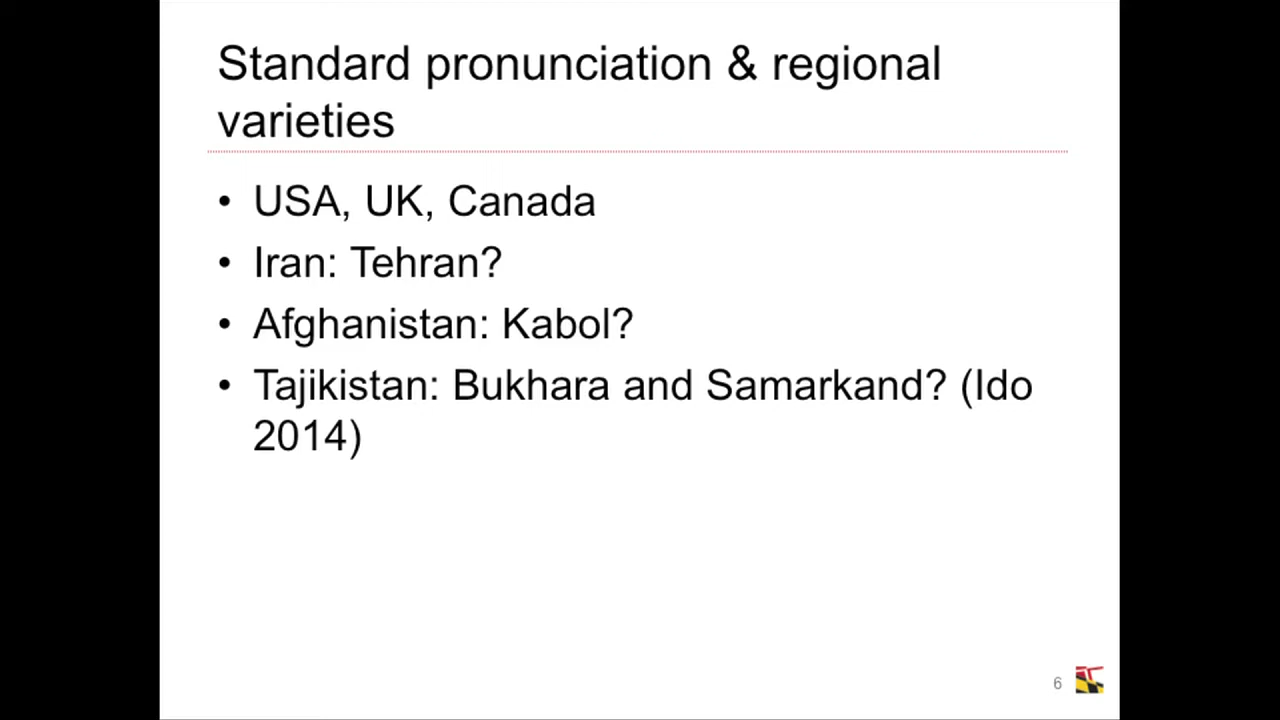 Standard pronunciation & regional
varieties
• USA, UK, Canada
• Iran: Tehran?
• Afghanistan: Kabol?
• Tajikistan: Bukhara and Samarkand? (Ido
2014)
6